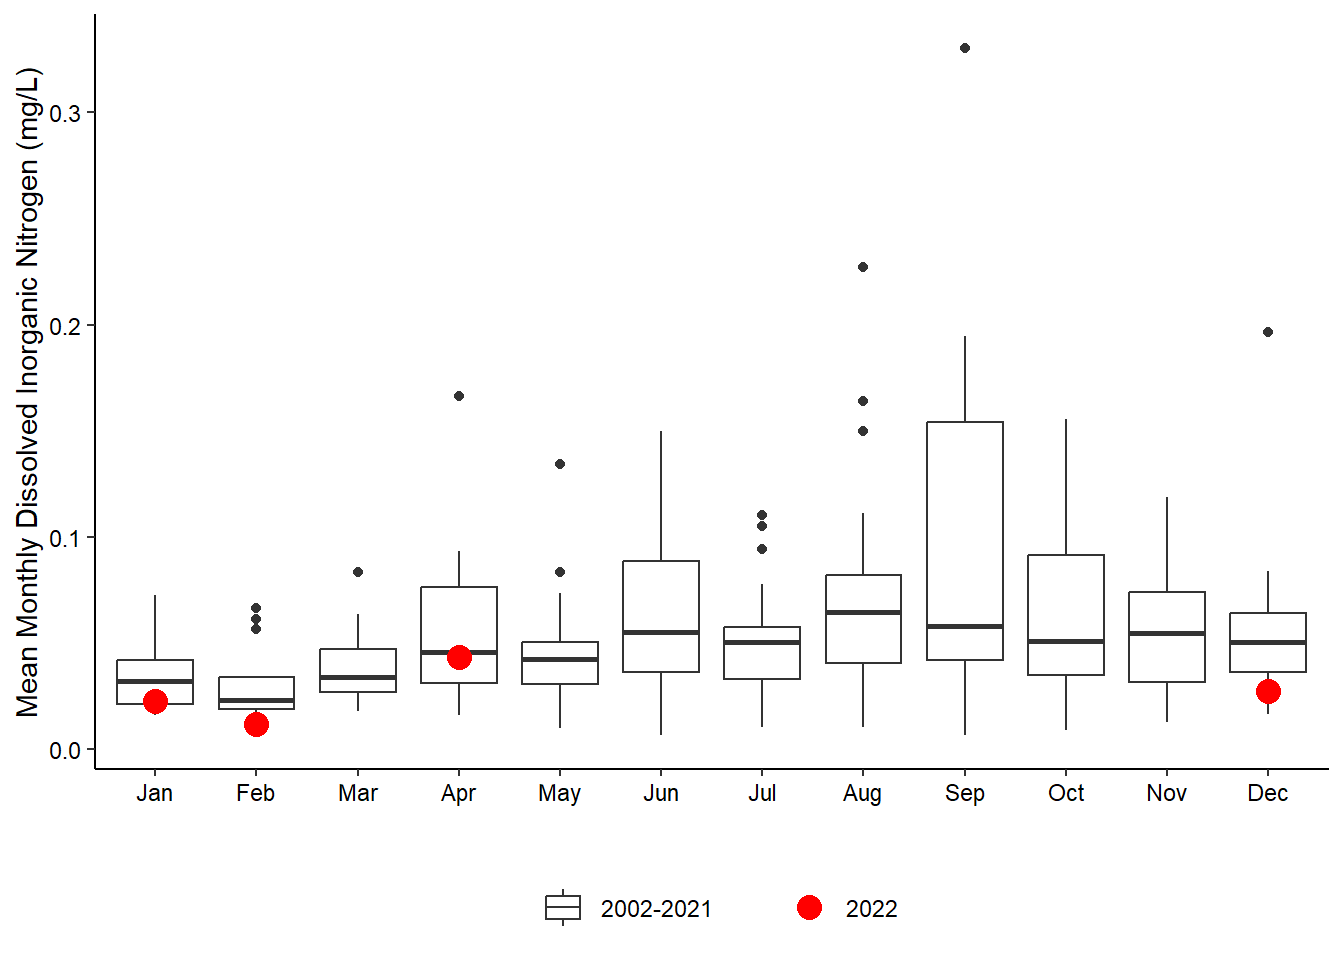 Mean Monthly Dissolved Inorganic Nitrogen (mg/L)
0.3
0.2
0.1
0.0
Jan Feb Mar Apr May Jun Jul Aug Sep Oct Nov Dec
2002-2021 2022